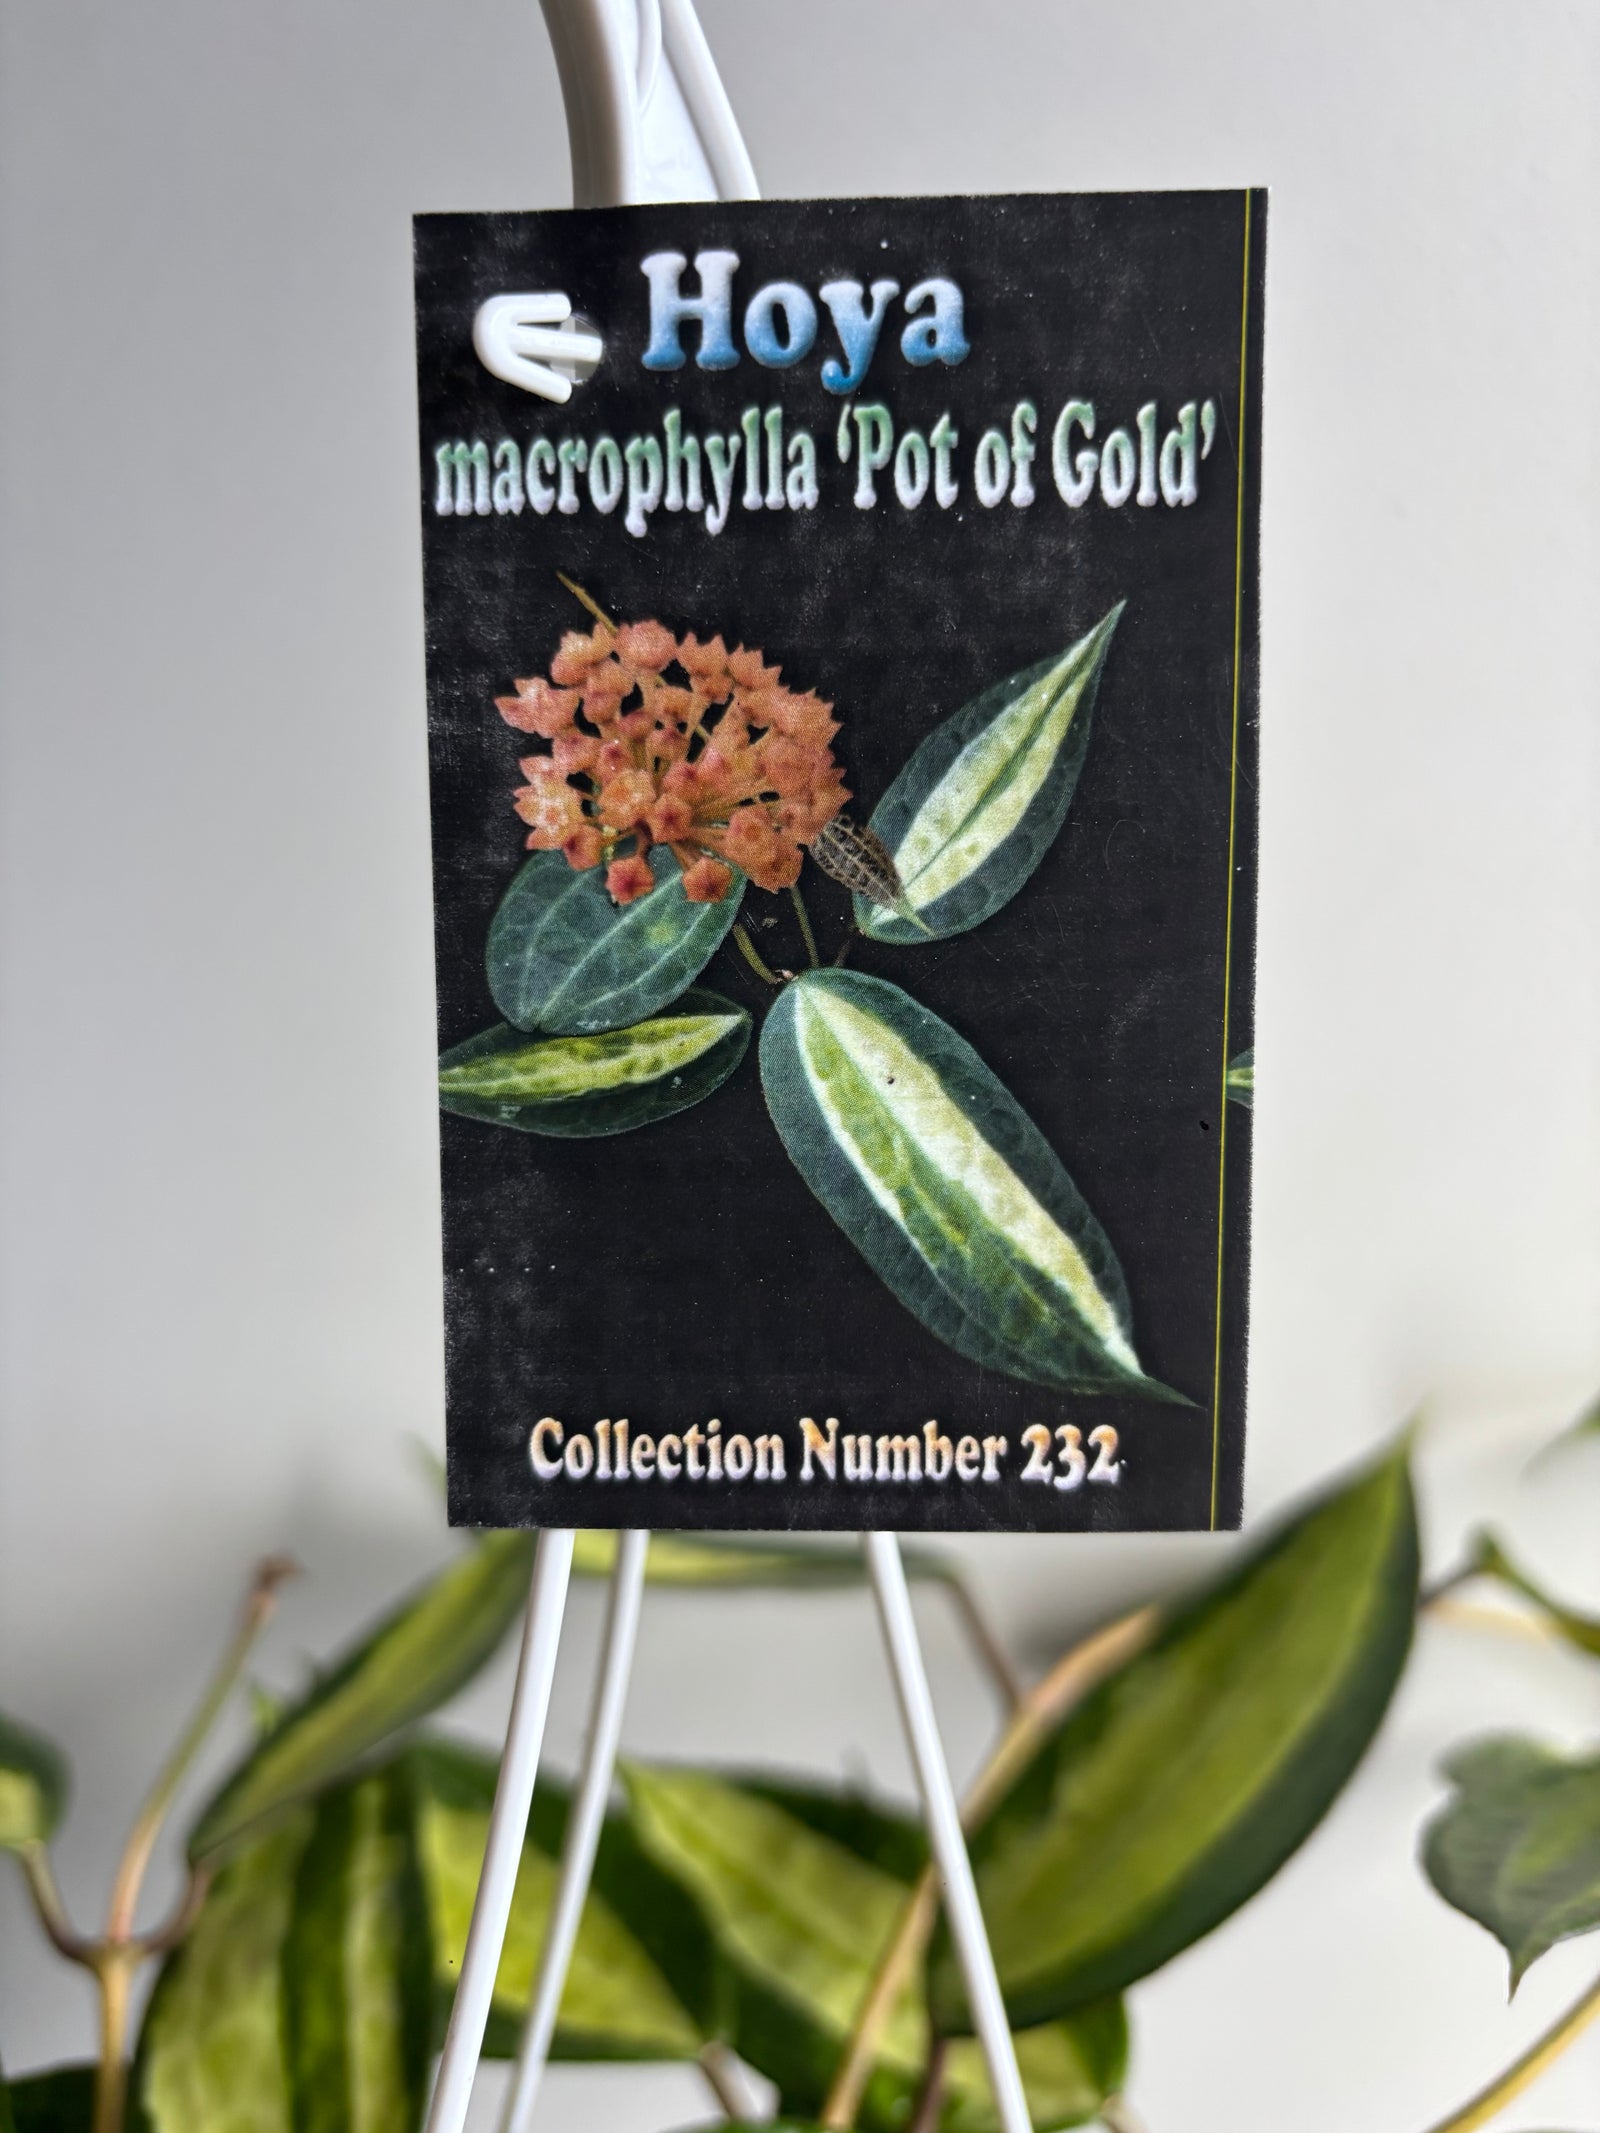 Hoya
macrophylla ‘Pot of Gold’
Collection Number 232